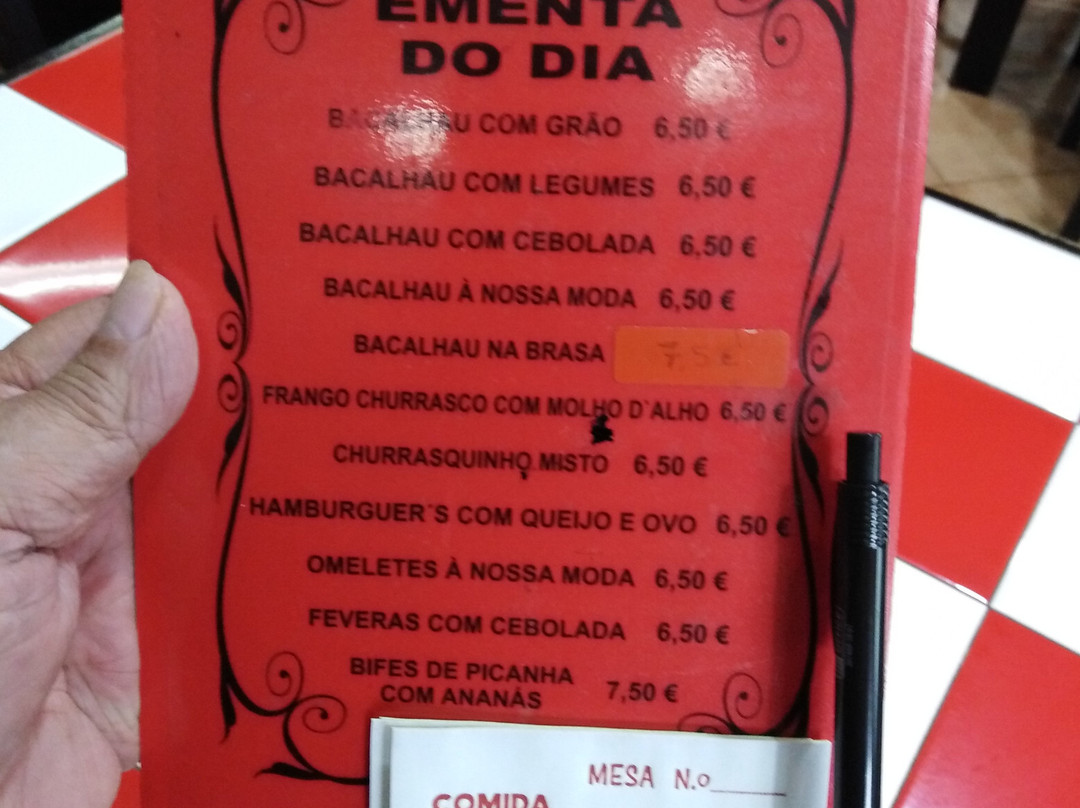 EMENTA
DO DIA
BACALHAU COM GRÃO 6,50 €
BACALHAU COM LEGUMES 6,50 €
BACALHAU COM CEBOLADA 6,50 €
BACALHAU À NOSSA MODA 6,50 €
BACALHAU NA BRASA 7,5 €
FRANGO CHURRASCO COM MOLHO D`ALHO 6,50 €
CHURRASQUINHO MISTO 6,50 €
HAMBURGUER´S COM QUEIJO E OVO 6,50 €
OMELETES À NOSSA MODA 6,50 €
FEVERAS COM CEBOLADA 6,50 €
BIFES DE PICANHA
COM ANANÁS 7,50 €
MESA N.o______
COMIDA